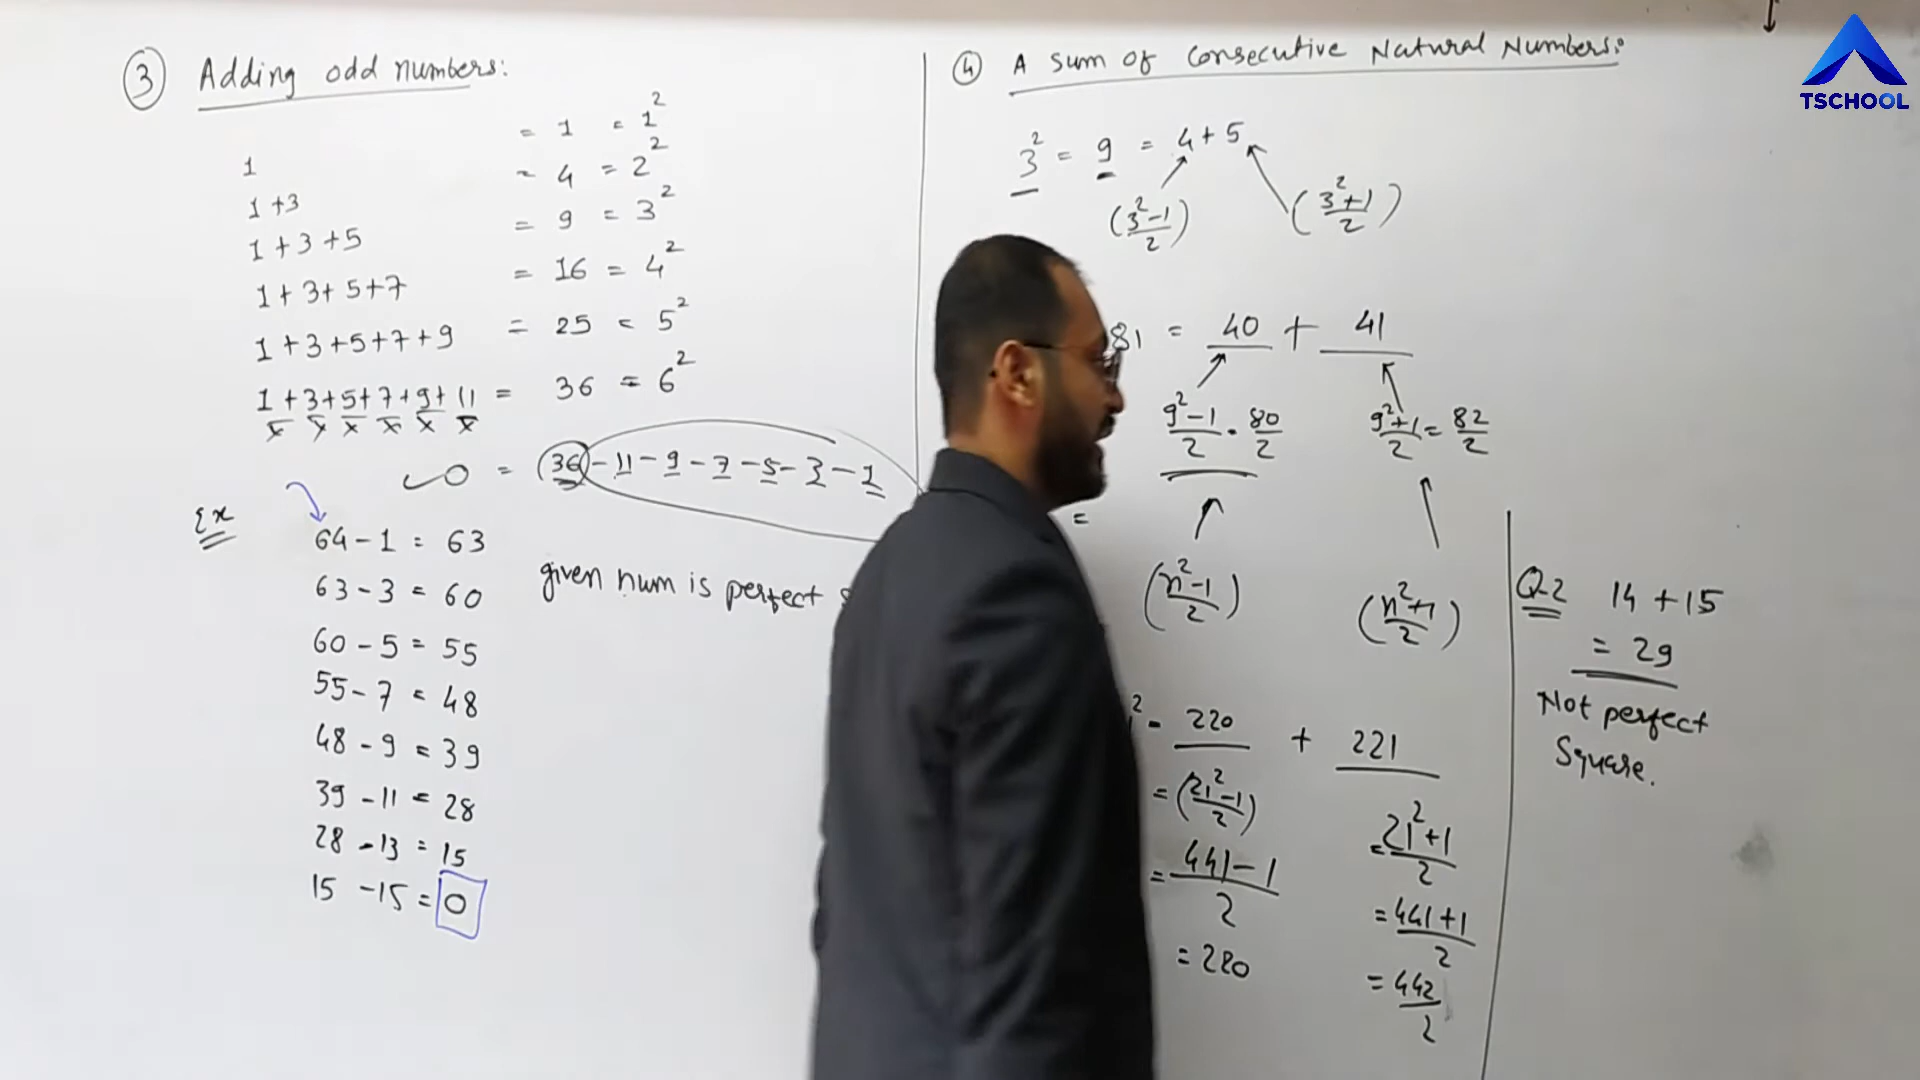 ③ Adding odd numbers:
1 = 1 = 1²
1 + 3 = 4 = 2²
1 + 3 + 5 = 9 = 3²
1 + 3 + 5 + 7 = 16 = 4²
1 + 3 + 5 + 7 + 9 = 25 = 5²
1 + 3 + 5 + 7 + 9 + 11 = 36 = 6²
0 = 36 - 11 - 9 - 7 - 5 - 3 - 1
Ex
64 - 1 = 63
63 - 3 = 60
60 - 5 = 55
55 - 7 = 48
48 - 9 = 39
39 - 11 = 28
28 - 13 = 15
15 - 15 = 0
given num is perfect
④ A sum of consecutive Natural Numbers:
3² = 9 = 4 + 5
(3²-1/2) (3²+1/2)
81 = 40 + 41
9²-1/2 = 80/2 9²+1/2 = 82/2
=
(n²-1/2) (n²+1/2)
1² = 220 + 221
= (21²-1/2) = 21²+1/2
= 441-1/2 = 441+1/2
= 220 = 442/2
Q2 14 + 15
= 29
Not perfect
Square.
TSCHOOL